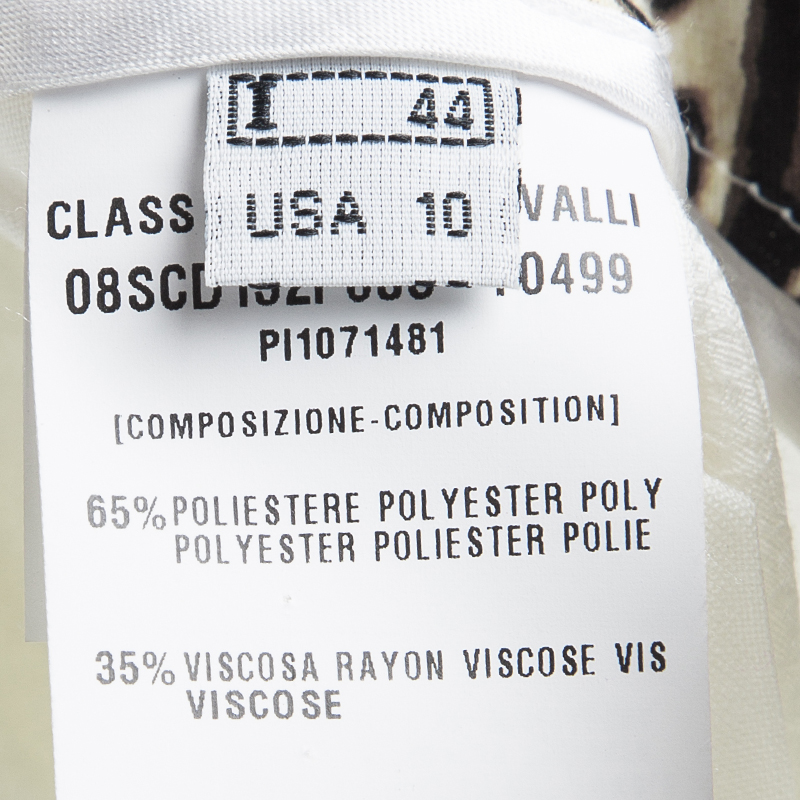 I 44
USA 10
CLASS VALLI
08SCD 0499
PI1071481
[COMPOSIZIONE-COMPOSITION]
65% POLIESTERE POLYESTER POLY
POLYESTER POLIESTER POLIE
35% VISCOSA RAYON VISCOSE VIS
VISCOSE